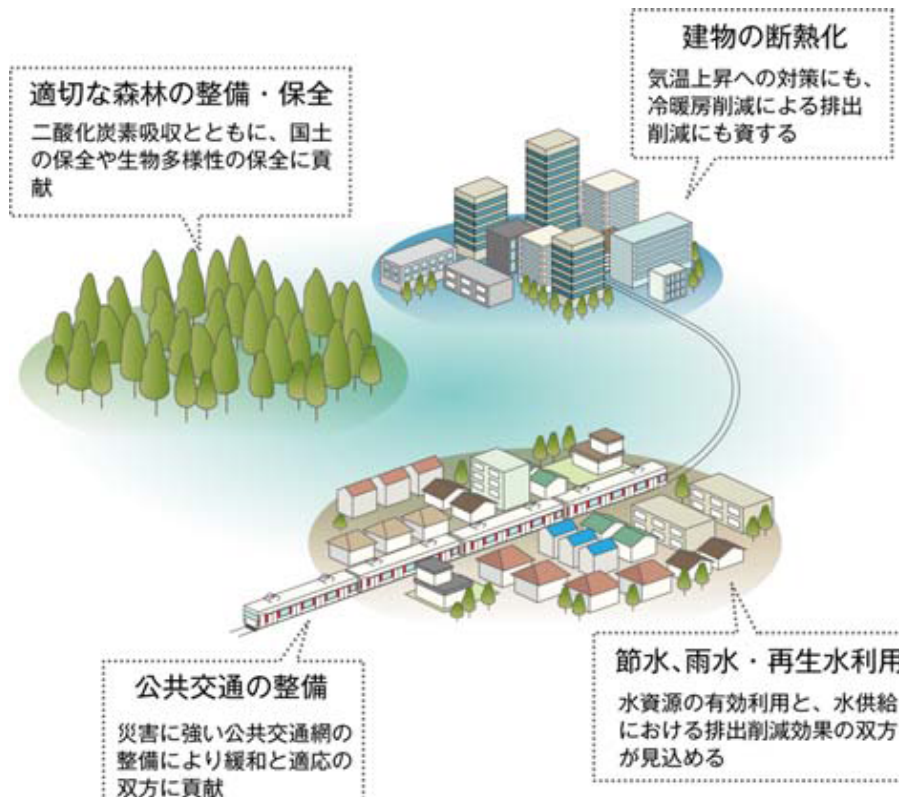 適切な森林の整備・保全
二酸化炭素吸収とともに、国土
の保全や生物多様性の保全に貢
献
建物の断熱化
気温上昇への対策にも、
冷暖房削減による排出
削減にも資する
公共交通の整備
災害に強い公共交通網の
整備により緩和と適応の
双方に貢献
節水、雨水・再生水利用
水資源の有効利用と、水供給
における排出削減効果の双方
が見込める